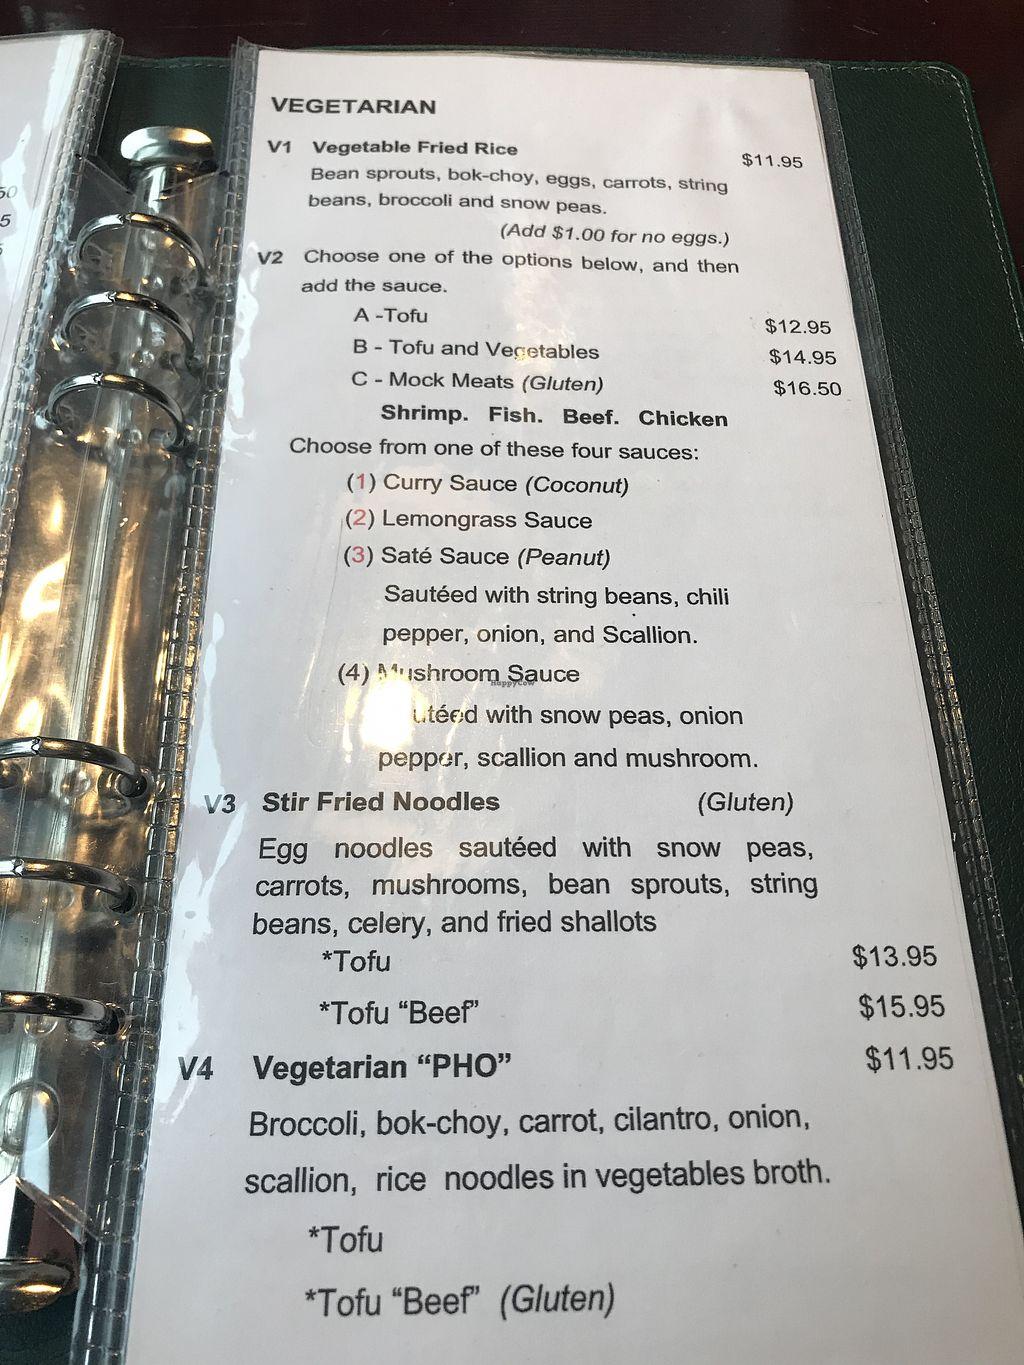 50
5
VEGETARIAN
V1 Vegetable Fried Rice $11.95
Bean sprouts, bok-choy, eggs, carrots, string
beans, broccoli and snow peas.
(Add $1.00 for no eggs.)
V2 Choose one of the options below, and then
add the sauce.
A -Tofu $12.95
B - Tofu and Vegetables $14.95
C - Mock Meats (Gluten) $16.50
Shrimp. Fish. Beef. Chicken
Choose from one of these four sauces:
(1) Curry Sauce (Coconut)
(2) Lemongrass Sauce
(3) Saté Sauce (Peanut)
Sautéed with string beans, chili
pepper, onion, and Scallion.
(4) Mushroom Sauce
HappyCow
with snow peas, onion
pepper, scallion and mushroom.
V3 Stir Fried Noodles (Gluten)
Egg noodles sautéed with snow peas,
carrots, mushrooms, bean sprouts, string
beans, celery, and fried shallots
*Tofu $13.95
*Tofu “Beef” $15.95
V4 Vegetarian “PHO” $11.95
Broccoli, bok-choy, carrot, cilantro, onion,
scallion, rice noodles in vegetables broth.
*Tofu
*Tofu “Beef” (Gluten)